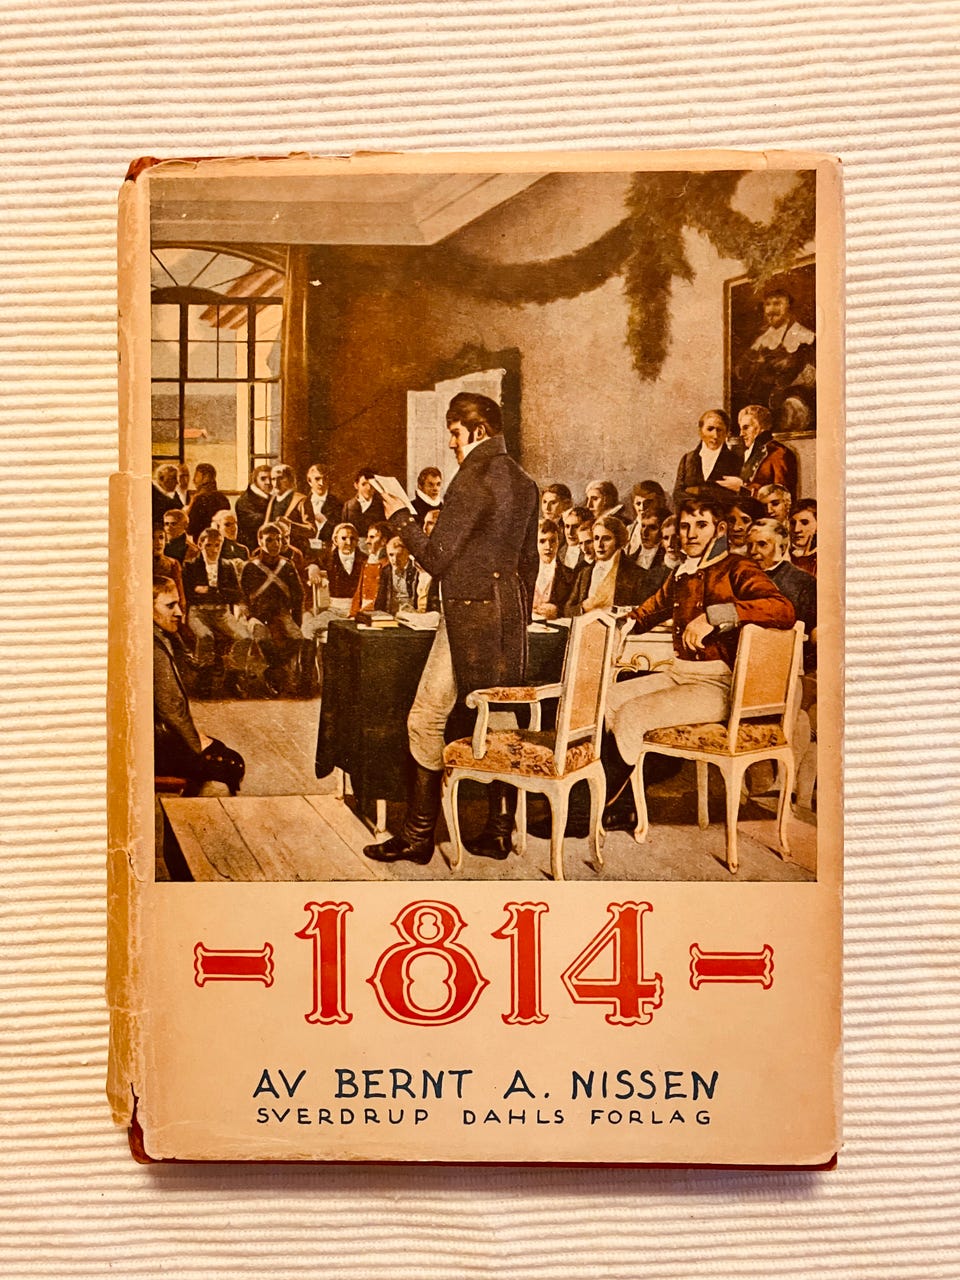 -1814-
AV BERNT A. NISSEN
SVERDRUP DAHLS FORLAG